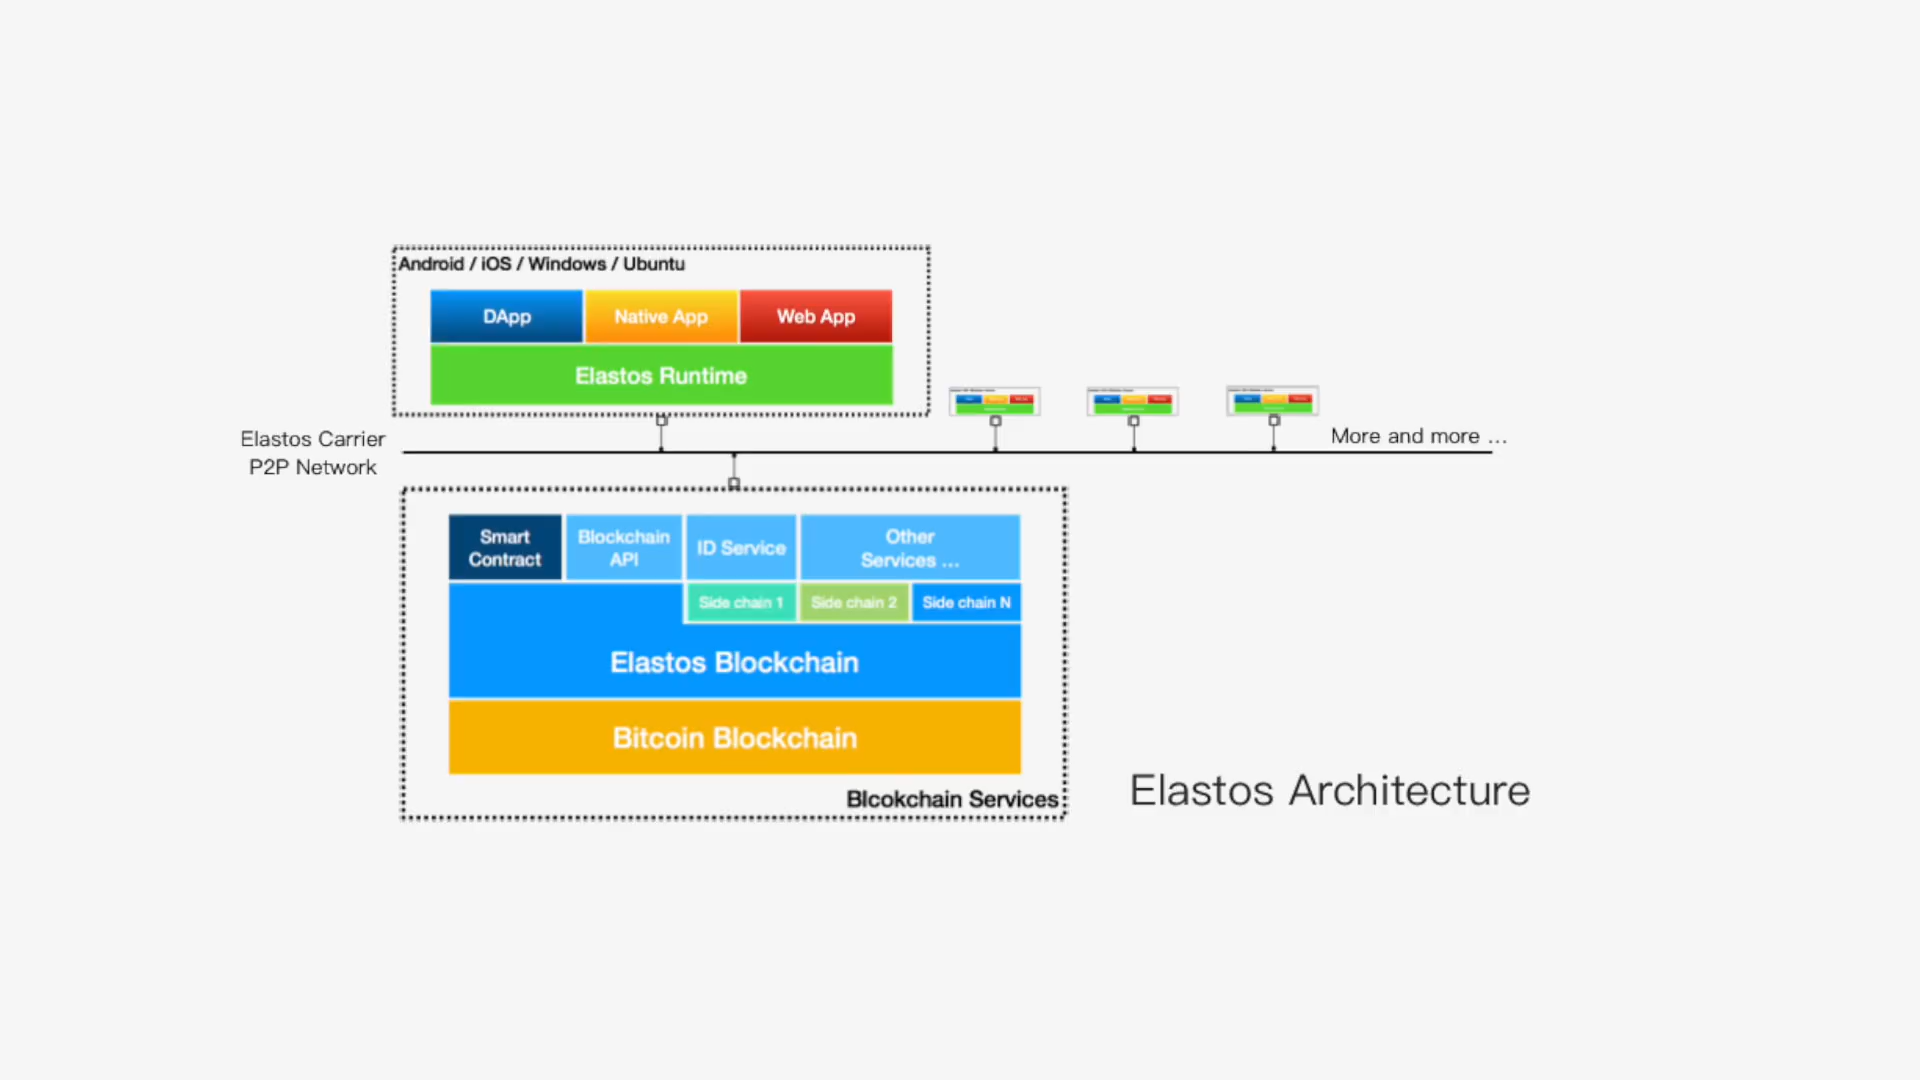 Android / iOS / Windows / Ubuntu
DApp
Native App
Web App
Elastos Runtime
Elastos Carrier
P2P Network
More and more ...
Smart
Contract
Blockchain
API
ID Service
Other
Services ...
Side chain 1
Side chain 2
Side chain N
Elastos Blockchain
Bitcoin Blockchain
Blcokchain Services
Elastos Architecture